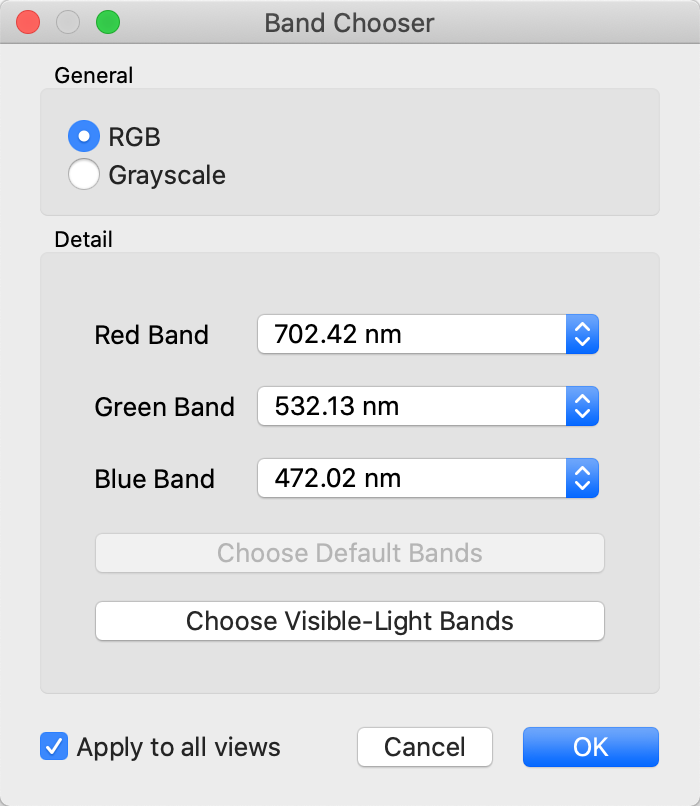 Band Chooser
General
RGB
Grayscale
Detail
Red Band 702.42 nm
Green Band 532.13 nm
Blue Band 472.02 nm
Choose Default Bands
Choose Visible-Light Bands
Apply to all views Cancel OK